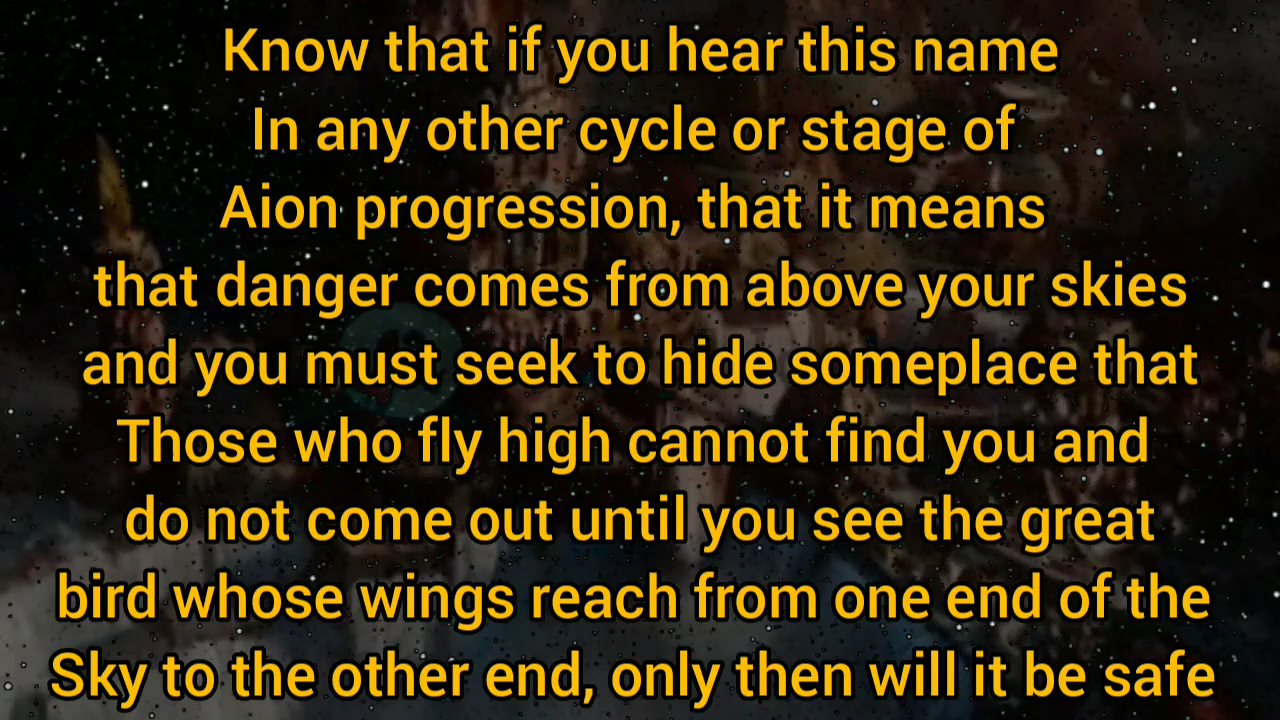 Know that if you hear this name
In any other cycle or stage of
Aion progression, that it means
that danger comes from above your skies
and you must seek to hide someplace that
Those who fly high cannot find you and
do not come out until you see the great
bird whose wings reach from one end of the
Sky to the other end, only then will it be safe